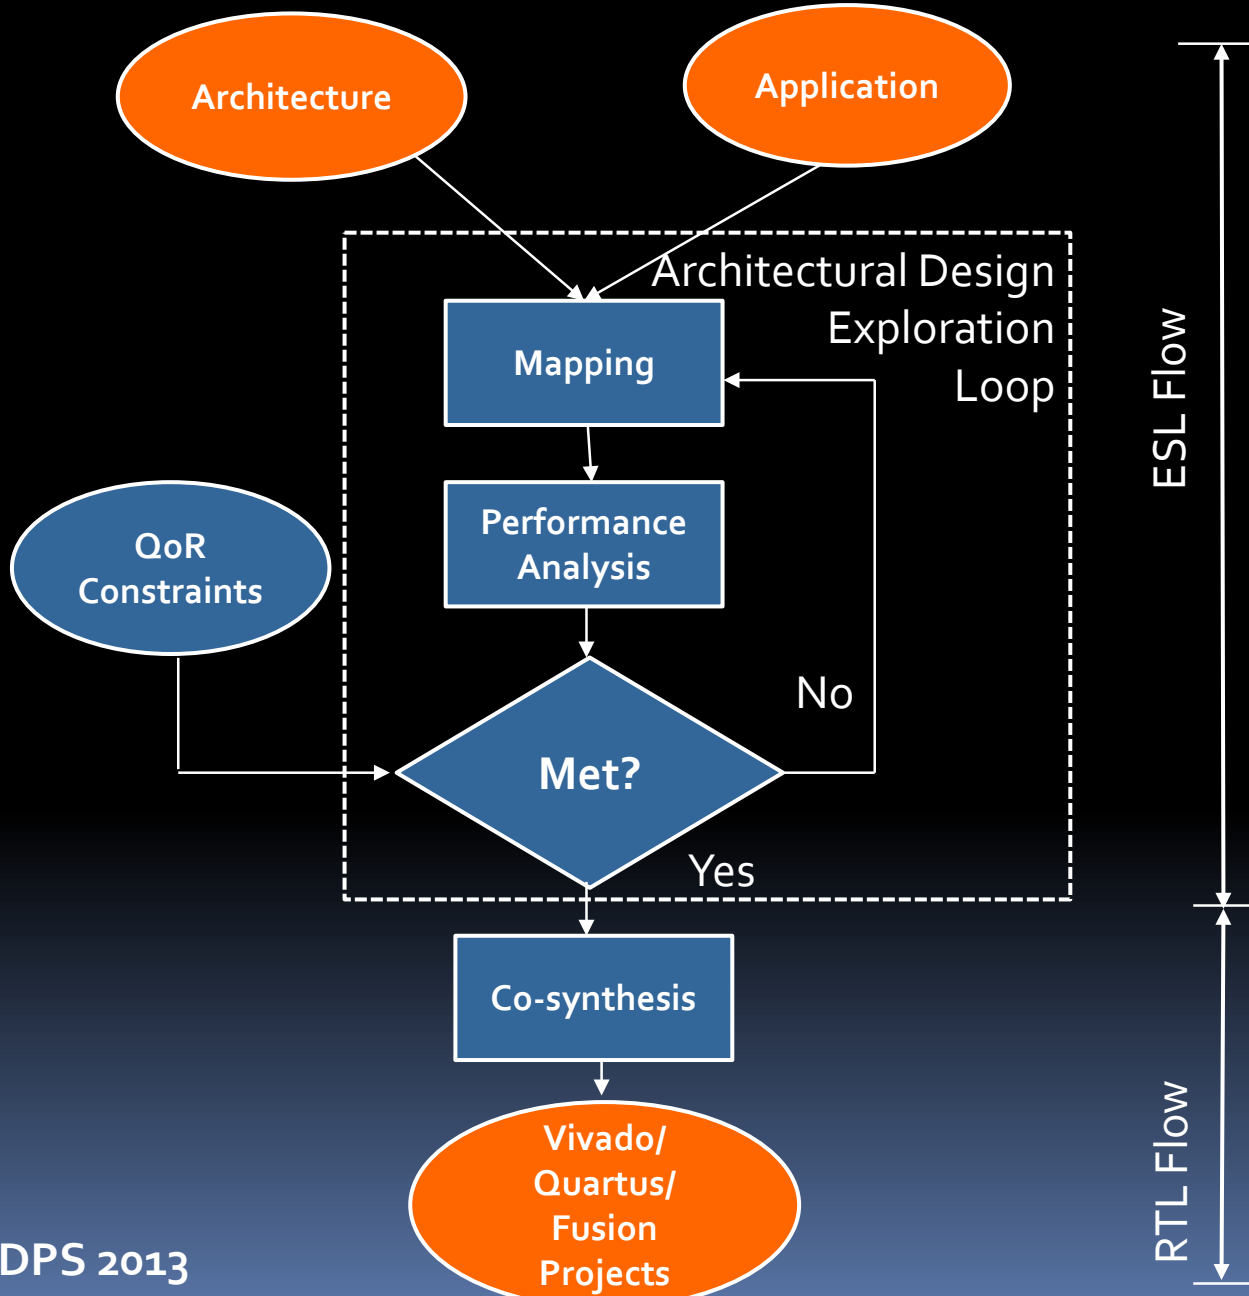 Architecture
Application
Architectural Design
Exploration
Loop
Mapping
ESL Flow
Performance
Analysis
QoR
Constraints
No
Met?
Yes
Co-synthesis
RTL Flow
Vivado/
Quartus/
Fusion
Projects
DPS 2013